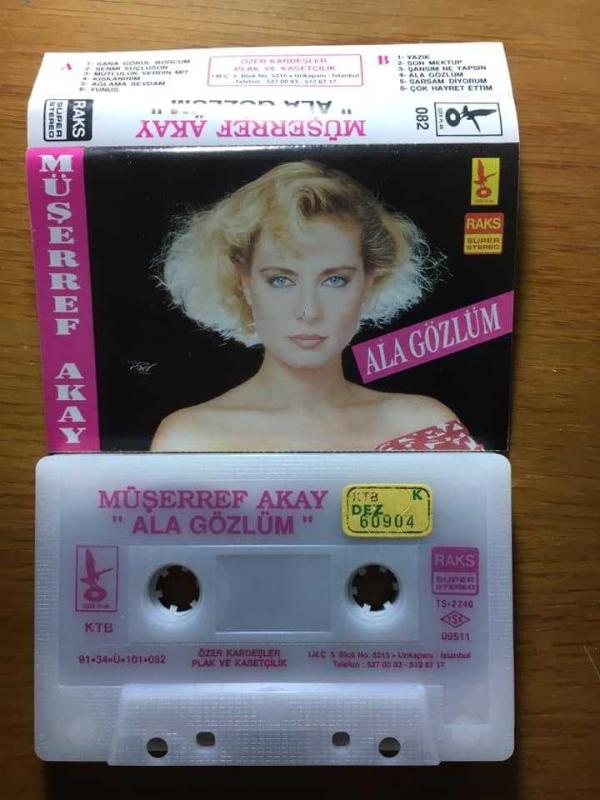 A
1- SANA GÖNÜL BORCUM
2- SENMİ SUÇLUSUN
3- MUTLULUK VERDİN Mİ?
4- KISKANIRIM
5- AĞLAMA SEVDAM
6- YUNUS
ÖZER KARDEŞLER
PLAK VE KASETÇİLİK
İ.M.Ç. 5. Blok No. 5215 • Unkapanı - İstanbul
Telefon : 527 00 83 - 512 67 17
B
1- YAZIK
2- SON MEKTUP
3- ŞANSIM NE YAPSIN
4- ALA GÖZLÜM
5- SARSAM DİYORUM
6- ÇOK HAYRET ETTİM
RAKS
SÜPER
STEREO
MÜŞERREF AKAY
" ALA GÖZLÜM "
082
MÜŞERREF AKAY
RAKS
SÜPER
STEREO
ALA GÖZLÜM
MÜŞERREF AKAY
" ALA GÖZLÜM "
KTB K
DEZ
60904
RAKS
SUPER
STEREO
TS-2240
TSE
09511
KTB
91•34•Ü•101•082
ÖZER KARDEŞLER
PLAK VE KASETÇİLİK
İ.M.Ç. 5. Blok No. 5215 • Unkapanı - İstanbul
Telefon : 527 00 83 - 512 67 17